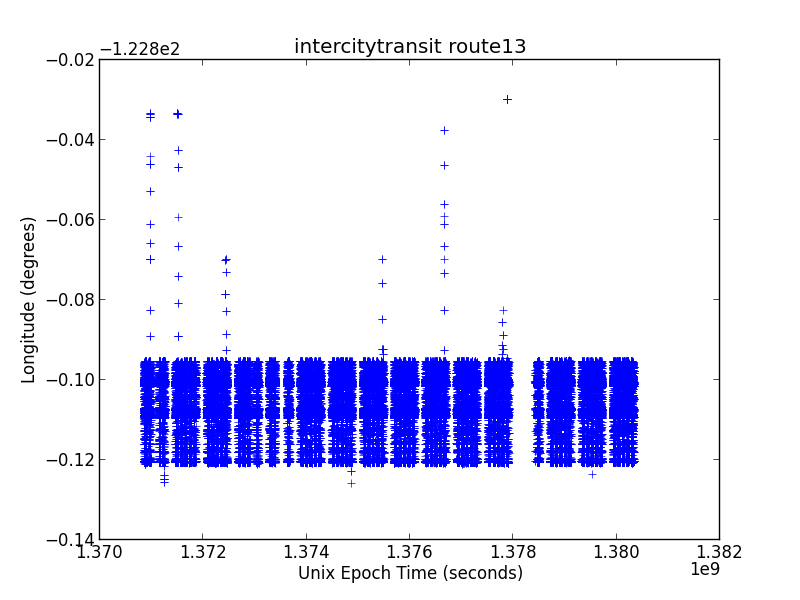 intercitytransit route13
−1.228e2
−0.02
−0.04
−0.06
−0.08
−0.10
−0.12
−0.14
Longitude (degrees)
1.370 1.372 1.374 1.376 1.378 1.380 1.382
1e9
Unix Epoch Time (seconds)